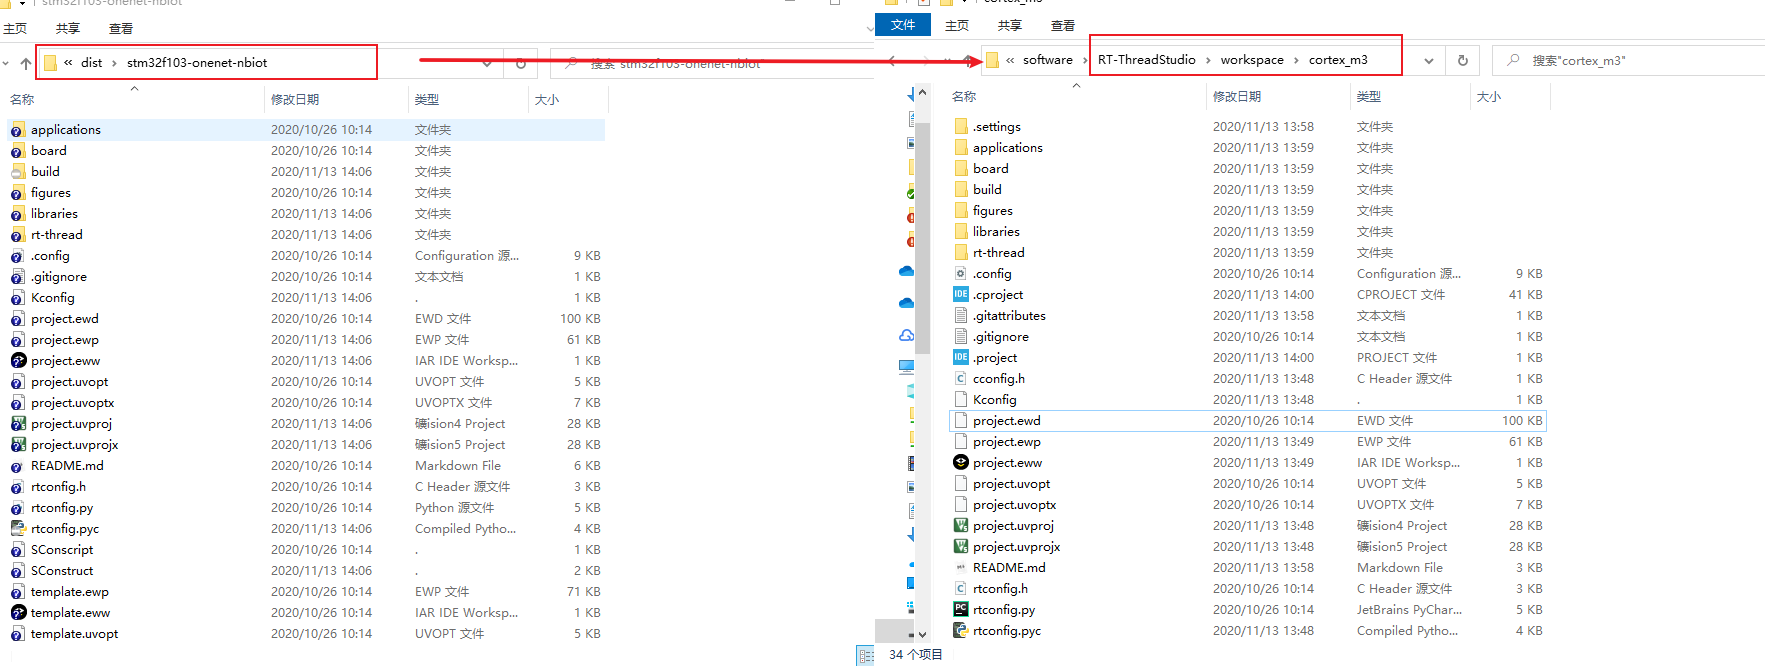 stm32f103-onenet-nbiot
主页 共享 查看
« dist › stm32f103-onenet-nbiot
搜索"stm32f103-onenet-nbiot"
名称 修改日期 类型 大小
applications 2020/10/26 10:14 文件夹
board 2020/10/26 10:14 文件夹
build 2020/11/13 14:06 文件夹
figures 2020/10/26 10:14 文件夹
libraries 2020/11/13 14:06 文件夹
rt-thread 2020/11/13 14:06 文件夹
.config 2020/10/26 10:14 Configuration 源... 9 KB
.gitignore 2020/10/26 10:14 文本文档 1 KB
Kconfig 2020/11/13 14:06 . 1 KB
project.ewd 2020/10/26 10:14 EWD 文件 100 KB
project.ewp 2020/11/13 14:06 EWP 文件 61 KB
project.eww 2020/11/13 14:06 IAR IDE Worksp... 1 KB
project.uvopt 2020/10/26 10:14 UVOPT 文件 5 KB
project.uvoptx 2020/10/26 10:14 UVOPTX 文件 7 KB
project.uvproj 2020/11/13 14:06 礦ision4 Project 28 KB
project.uvprojx 2020/11/13 14:06 礦ision5 Project 28 KB
README.md 2020/10/26 10:14 Markdown File 6 KB
rtconfig.h 2020/10/26 10:14 C Header 源文件 3 KB
rtconfig.py 2020/10/26 10:14 Python 源文件 5 KB
rtconfig.pyc 2020/11/13 14:06 Compiled Pytho... 4 KB
SConscript 2020/10/26 10:14 . 1 KB
SConstruct 2020/11/13 14:06 . 2 KB
template.ewp 2020/10/26 10:14 EWP 文件 71 KB
template.eww 2020/10/26 10:14 IAR IDE Worksp... 1 KB
template.uvopt 2020/10/26 10:14 UVOPT 文件 5 KB
cortex_m3
文件 主页 共享 查看
« software › RT-ThreadStudio › workspace › cortex_m3
搜索"cortex_m3"
名称 修改日期 类型 大小
.settings 2020/11/13 13:58 文件夹
applications 2020/11/13 13:59 文件夹
board 2020/11/13 13:59 文件夹
build 2020/11/13 13:59 文件夹
figures 2020/11/13 13:59 文件夹
libraries 2020/11/13 13:59 文件夹
rt-thread 2020/11/13 13:59 文件夹
.config 2020/10/26 10:14 Configuration 源... 9 KB
.cproject 2020/11/13 14:00 CPROJECT 文件 41 KB
.gitattributes 2020/11/13 13:58 文本文档 1 KB
.gitignore 2020/10/26 10:14 文本文档 1 KB
.project 2020/11/13 14:00 PROJECT 文件 1 KB
cconfig.h 2020/11/13 13:48 C Header 源文件 1 KB
Kconfig 2020/11/13 13:48 . 1 KB
project.ewd 2020/10/26 10:14 EWD 文件 100 KB
project.ewp 2020/11/13 13:49 EWP 文件 61 KB
project.eww 2020/11/13 13:49 IAR IDE Worksp... 1 KB
project.uvopt 2020/10/26 10:14 UVOPT 文件 5 KB
project.uvoptx 2020/10/26 10:14 UVOPTX 文件 7 KB
project.uvproj 2020/11/13 13:48 礦ision4 Project 28 KB
project.uvprojx 2020/11/13 13:48 礦ision5 Project 28 KB
README.md 2020/11/13 13:58 Markdown File 3 KB
rtconfig.h 2020/10/26 10:14 C Header 源文件 3 KB
rtconfig.py 2020/10/26 10:14 JetBrains PyChar... 5 KB
rtconfig.pyc 2020/11/13 13:48 Compiled Pytho... 4 KB
34 个项目